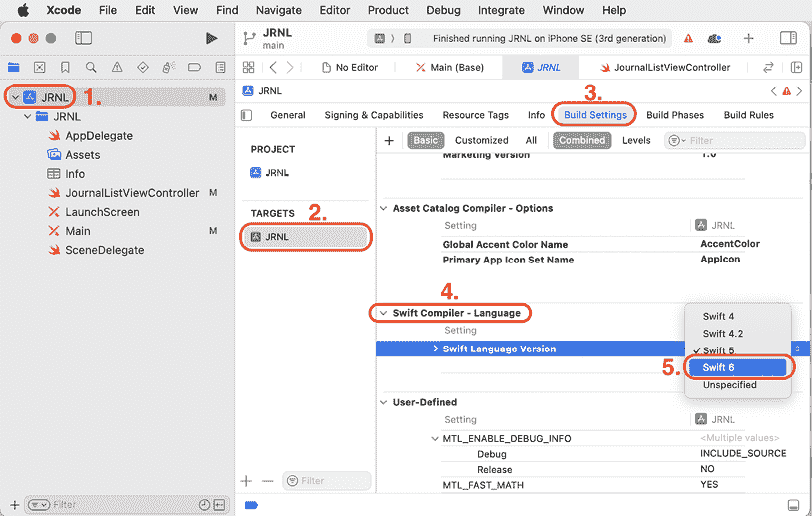 Xcode File Edit View Find Navigate Editor Product Debug Integrate Window Help
JRNL
main
Finished running JRNL on iPhone SE (3rd generation)
No Editor Main (Base) JRNL JournalListViewController
JRNL 1. M
JRNL
AppDelegate
Assets
Info
JournalListViewController M
LaunchScreen
Main M
SceneDelegate
Filter
JRNL
3.
General Signing & Capabilities Resource Tags Info Build Settings Build Phases Build Rules
PROJECT
JRNL
TARGETS 2.
JRNL
Filter
Basic Customized All Combined Levels Filter
Marketing Version 1.0
Asset Catalog Compiler - Options
Setting JRNL
Global Accent Color Name AccentColor
Primary App Icon Set Name AppIcon
4.
Swift Compiler - Language
Setting
Swift Language Version
Swift 4
Swift 4.2
Swift 5
5. Swift 6
Unspecified
User-Defined
Setting JRNL
MTL_ENABLE_DEBUG_INFO <Multiple values>
Debug INCLUDE_SOURCE
Release NO
MTL_FAST_MATH YES